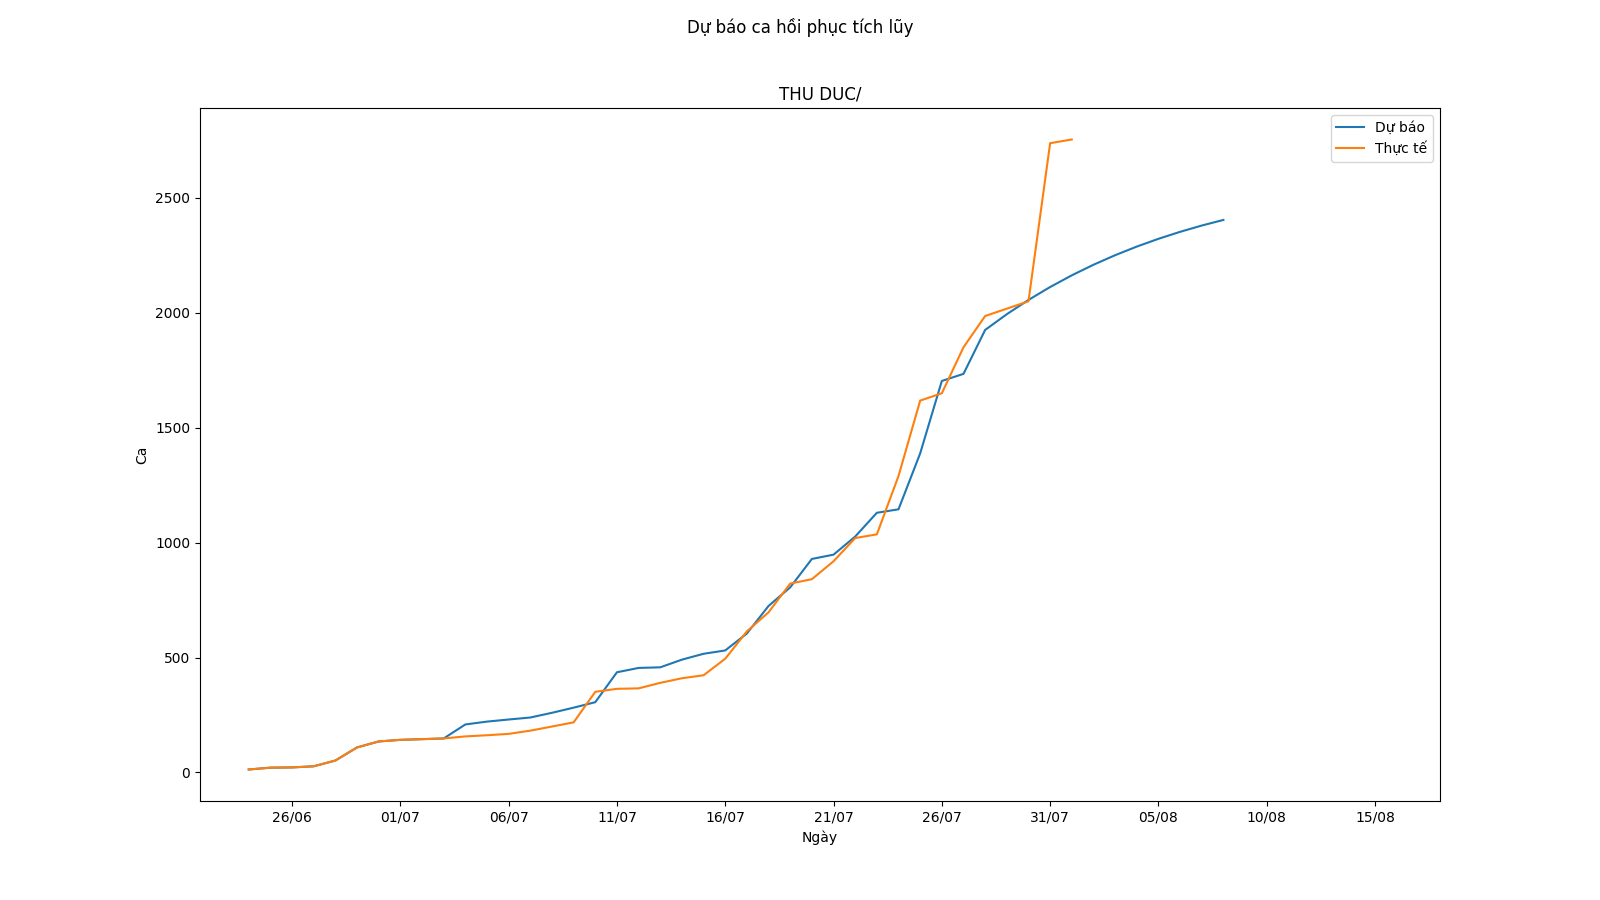 Dự báo ca hồi phục tích lũy
THU DUC/
Dự báo
Thực tế
2500
2000
1500
1000
500
0
Ca
26/06 01/07 06/07 11/07 16/07 21/07 26/07 31/07 05/08 10/08 15/08
Ngày